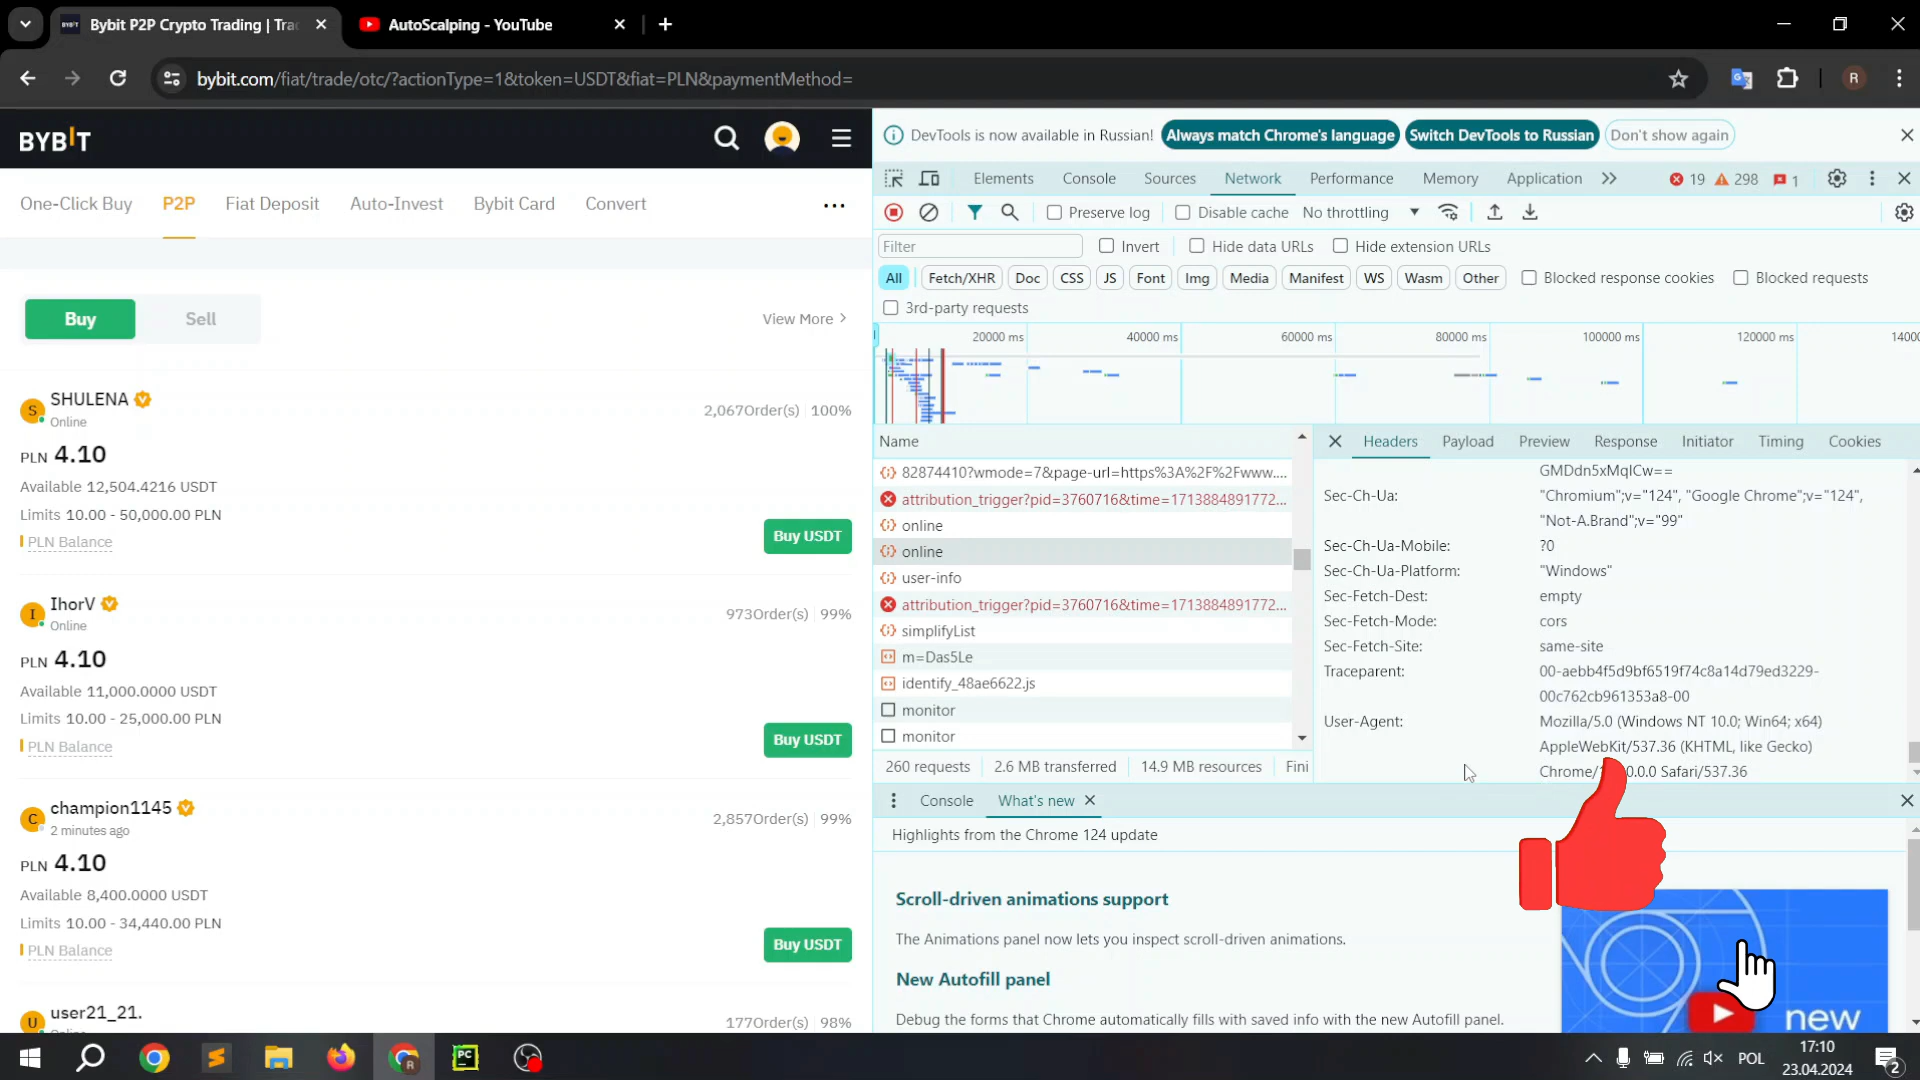 Bybit P2P Crypto Trading | Tra
AutoScalping - YouTube
bybit.com/fiat/trade/otc/?actionType=1&token=USDT&fiat=PLN&paymentMethod=
R
BYBIT
One-Click Buy P2P Fiat Deposit Auto-Invest Bybit Card Convert
Buy Sell View More
S SHULENA
Online
2,067Order(s) 100%
PLN 4.10
Available 12,504.4216 USDT
Limits 10.00 - 50,000.00 PLN
PLN Balance
Buy USDT
I IhorV
Online
973Order(s) 99%
PLN 4.10
Available 11,000.0000 USDT
Limits 10.00 - 25,000.00 PLN
PLN Balance
Buy USDT
C champion1145
2 minutes ago
2,857Order(s) 99%
PLN 4.10
Available 8,400.0000 USDT
Limits 10.00 - 34,440.00 PLN
PLN Balance
Buy USDT
U user21_21.
Online
177Order(s) 98%
DevTools is now available in Russian! Always match Chrome's language Switch DevTools to Russian Don't show again
Elements Console Sources Network Performance Memory Application 19 298 1
Preserve log Disable cache No throttling
Filter Invert Hide data URLs Hide extension URLs
All Fetch/XHR Doc CSS JS Font Img Media Manifest WS Wasm Other Blocked response cookies Blocked requests
3rd-party requests
20000 ms 40000 ms 60000 ms 80000 ms 100000 ms 120000 ms 14000
Name
82874410?wmode=7&page-url=https%3A%2F%2Fwww....
attribution_trigger?pid=3760716&time=1713884891772...
online
online
user-info
attribution_trigger?pid=3760716&time=1713884891772...
simplifyList
m=Das5Le
identify_48ae6622.js
monitor
monitor
260 requests 2.6 MB transferred 14.9 MB resources Fini
Headers Payload Preview Response Initiator Timing Cookies
GMDdn5xMqICw==
Sec-Ch-Ua: "Chromium";v="124", "Google Chrome";v="124",
"Not-A.Brand";v="99"
Sec-Ch-Ua-Mobile: ?0
Sec-Ch-Ua-Platform: "Windows"
Sec-Fetch-Dest: empty
Sec-Fetch-Mode: cors
Sec-Fetch-Site: same-site
Traceparent: 00-aebb4f5d9bf6519f74c8a14d79ed3229-
00c762cb961353a8-00
User-Agent: Mozilla/5.0 (Windows NT 10.0; Win64; x64)
AppleWebKit/537.36 (KHTML, like Gecko)
Safari/537.36
Console What's new
Highlights from the Chrome 124 update
Scroll-driven animations support
The Animations panel now lets you inspect scroll-driven animations.
New Autofill panel
Debug the forms that Chrome automatically fills with saved info with the new Autofill panel.
new
PC
R
POL
17:10
23.04.2024
2